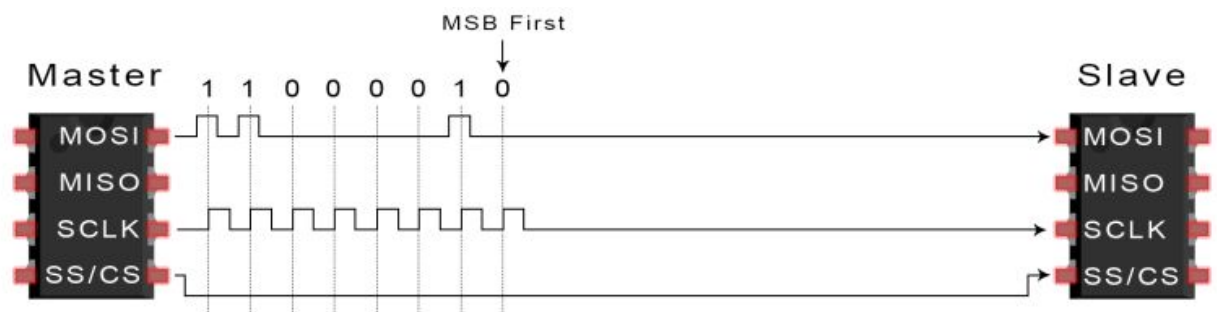 MSB First
Master
Slave
1 1 0 0 0 0 1 0
MOSI
MISO
SCLK
SS/CS
MOSI
MISO
SCLK
SS/CS